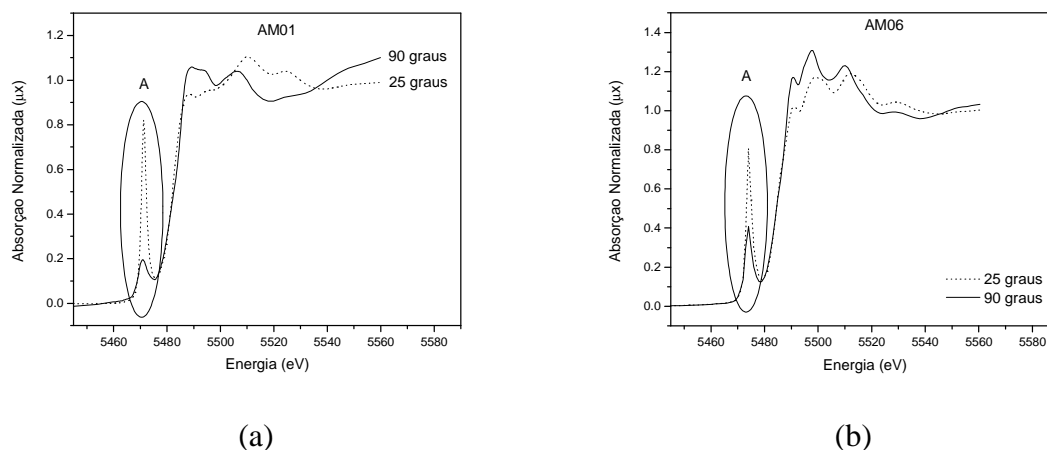 AM01
A
90 graus
25 graus
1.2
1.0
0.8
0.6
0.4
0.2
0.0
Absorçao Normalizada (μx)
5460 5480 5500 5520 5540 5560 5580
Energia (eV)
(a)
AM06
A
1.4
1.2
1.0
0.8
0.6
0.4
0.2
0.0
Absorçao Normalizada (μx)
25 graus
90 graus
5460 5480 5500 5520 5540 5560 5580
Energia (eV)
(b)